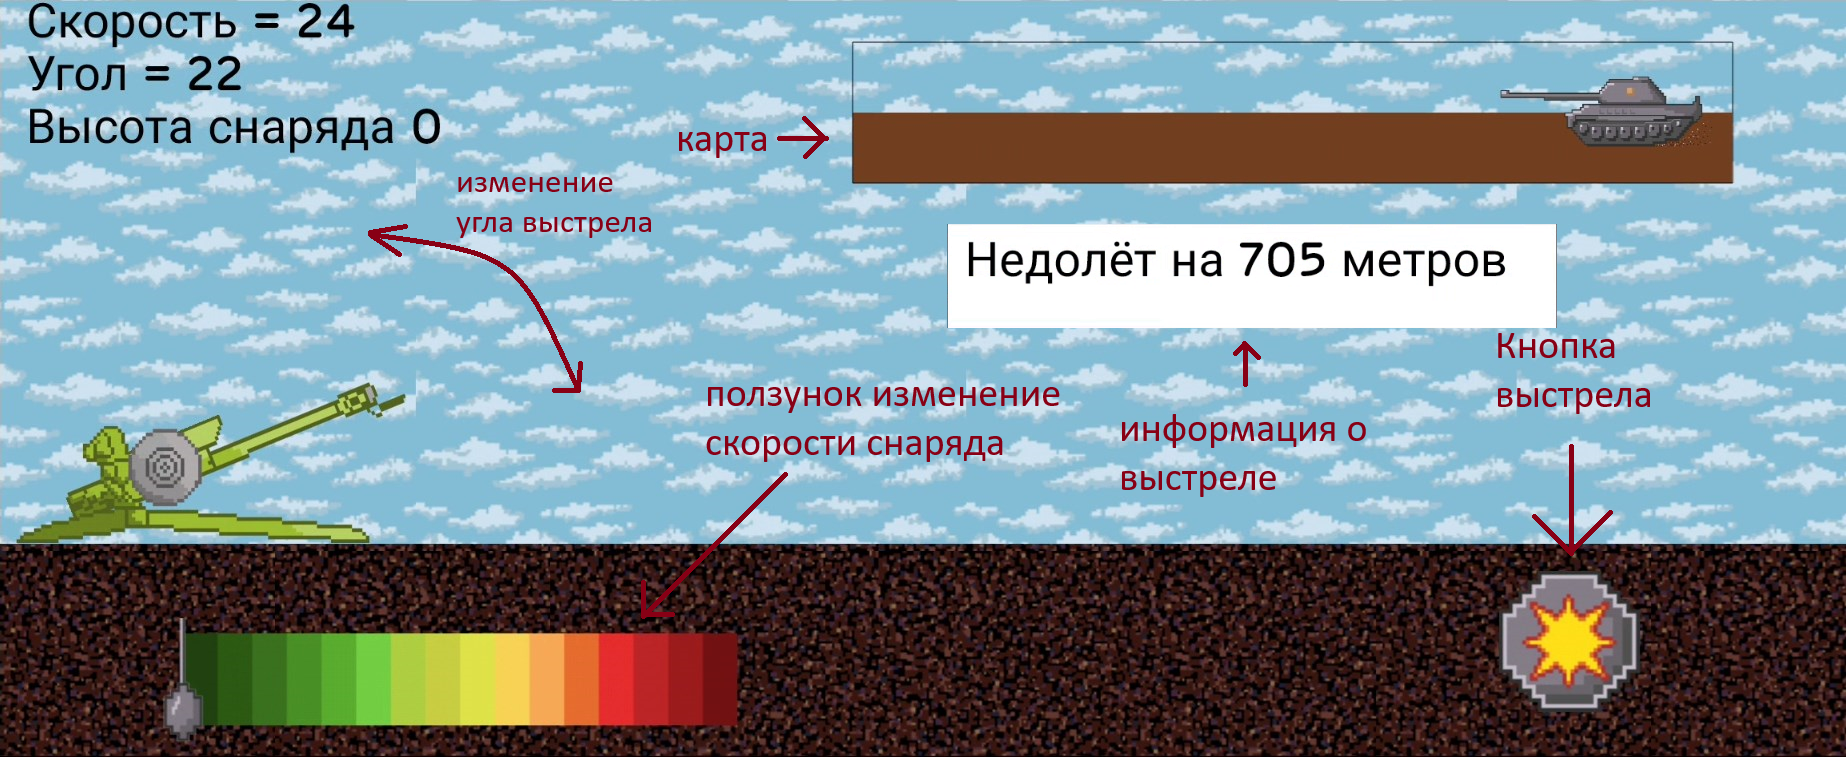 Скорость = 24
Угол = 22
Высота снаряда 0
карта
изменение
угла выстрела
Недолёт на 705 метров
Кнопка
выстрела
ползунок изменение
скорости снаряда
информация о
выстреле